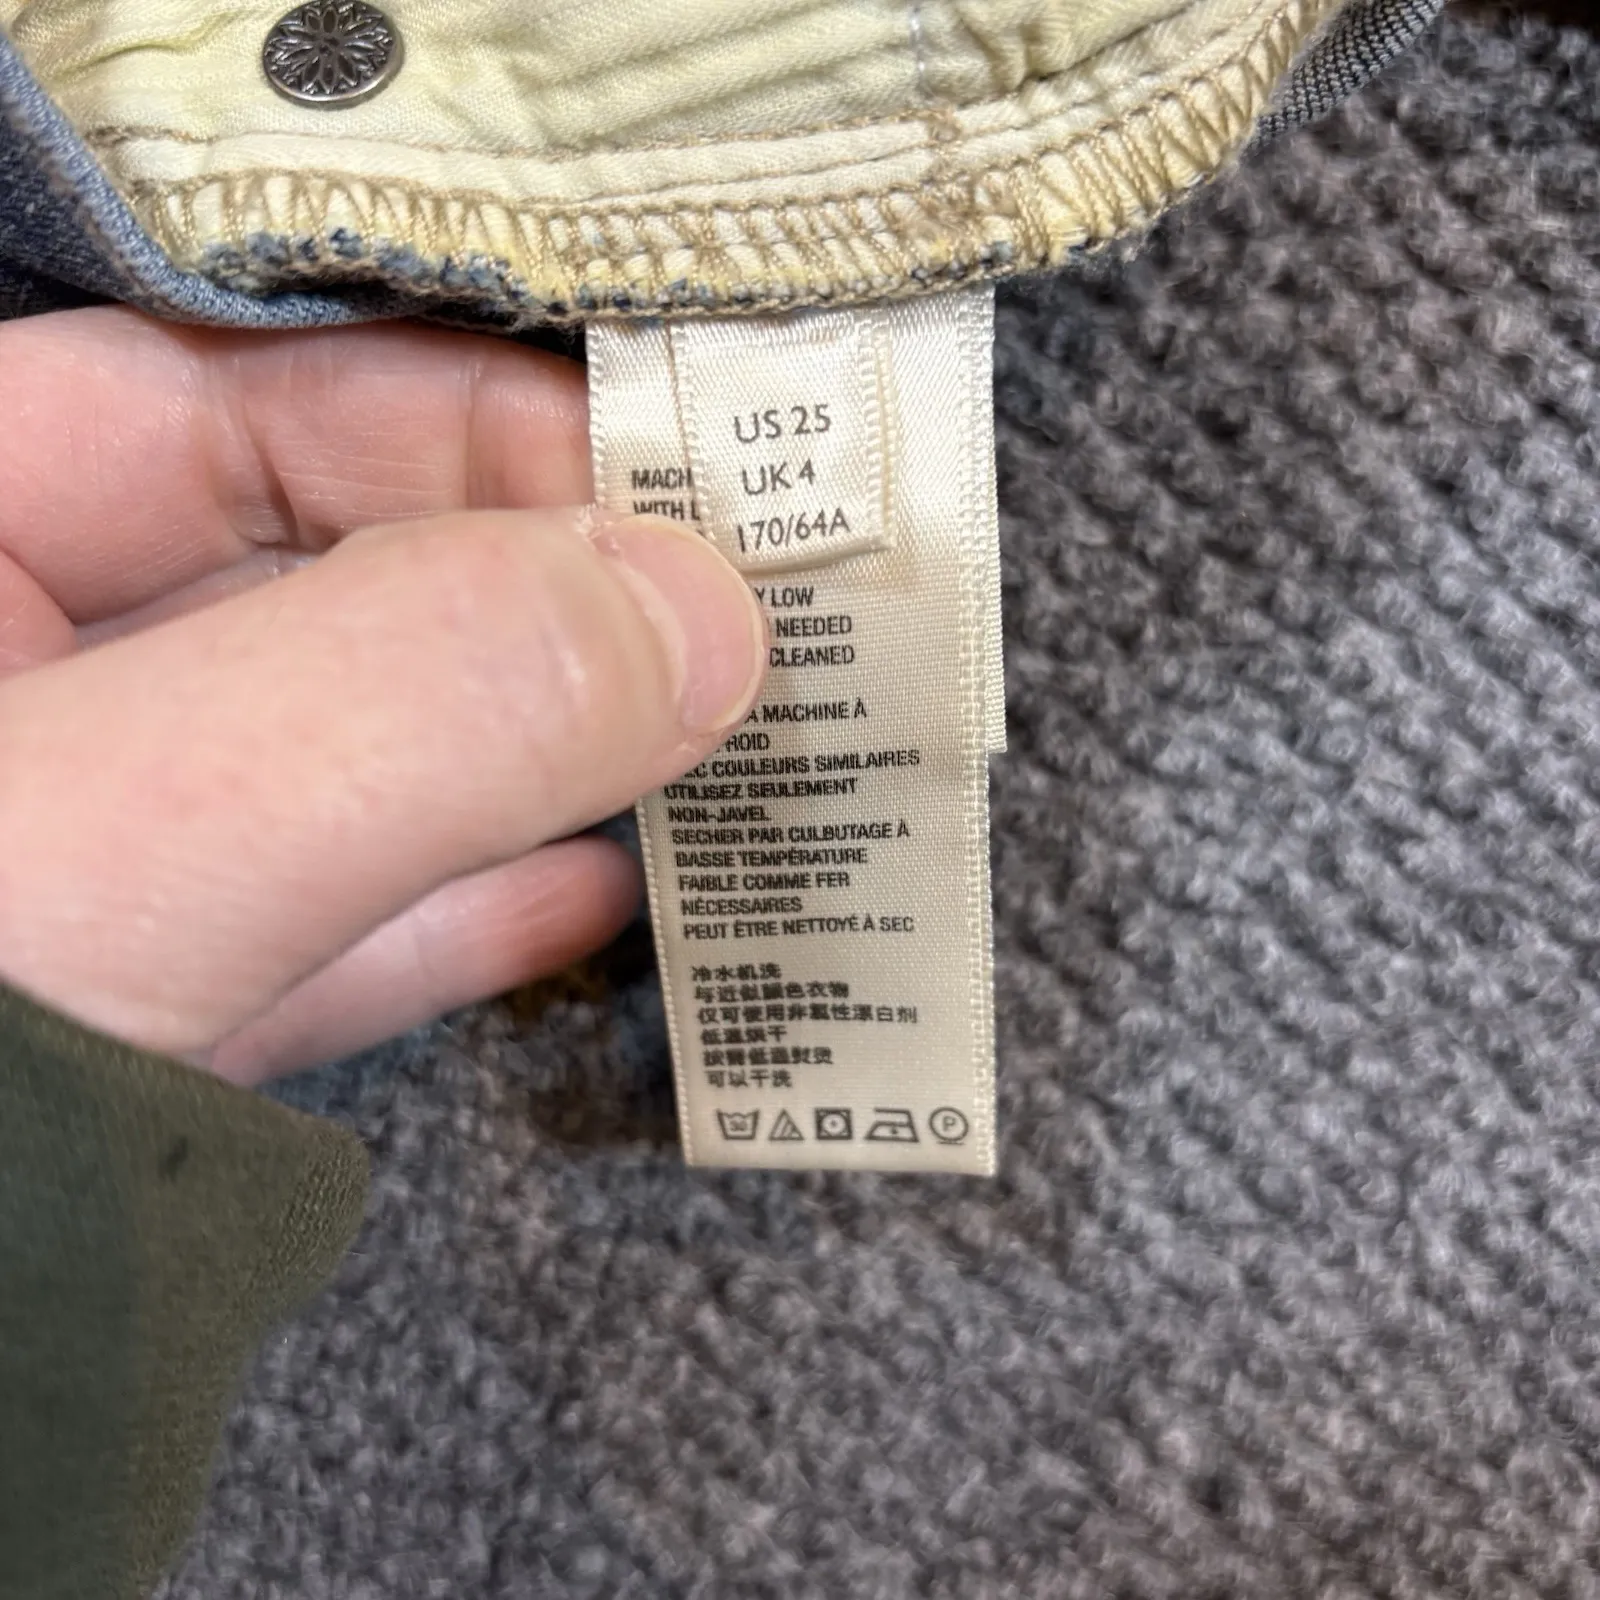 US 25
UK 4
170/64A
MACH
WITH L
Y LOW
NEEDED
CLEANED
A MACHINE À
ROID
EC COULEURS SIMILAIRES
UTILISEZ SEULEMENT
NON-JAVEL
SECHER PAR CULBUTAGE À
BASSE TEMPÉRATURE
FAIBLE COMME FER
NÉCESSAIRES
PEUT ÊTRE NETTOYÉ À SEC
冷水机洗
与近似颜色衣物
仅可使用非氯性漂白剂
低温烘干
按需低温熨烫
可以干洗
30
P